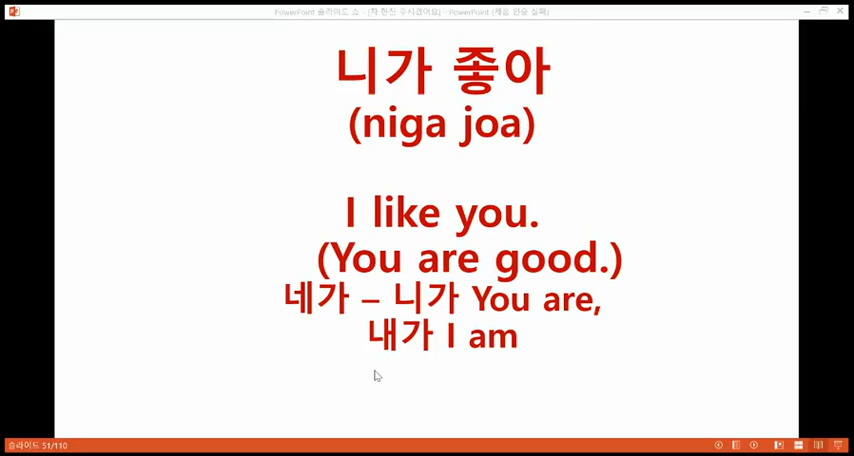 니가 좋아
(niga joa)
I like you.
(You are good.)
네가 – 니가 You are,
내가 I am
슬라이드 51/110